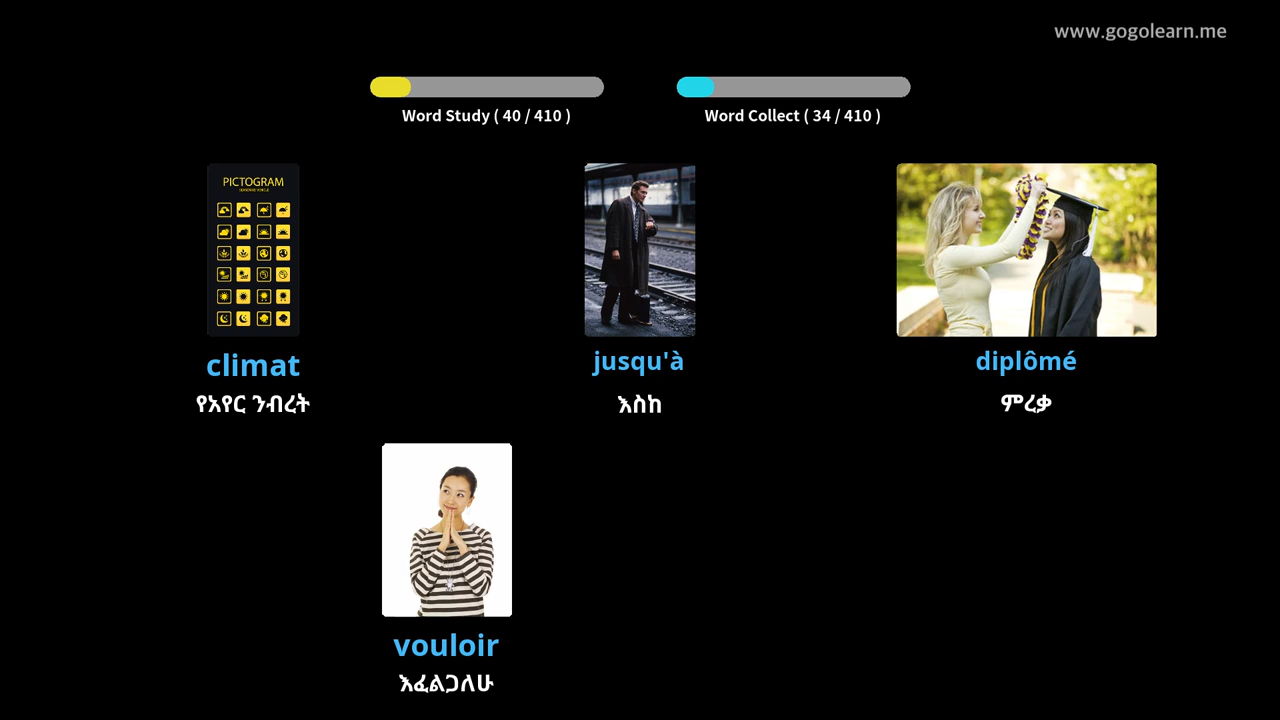 www.gogolearn.me
Word Study ( 40 / 410 )
Word Collect ( 34 / 410 )
PICTOGRAM
climat
የአየር ንብረት
jusqu'à
እስከ
diplômé
ምረቃ
vouloir
እፈልጋለሁ